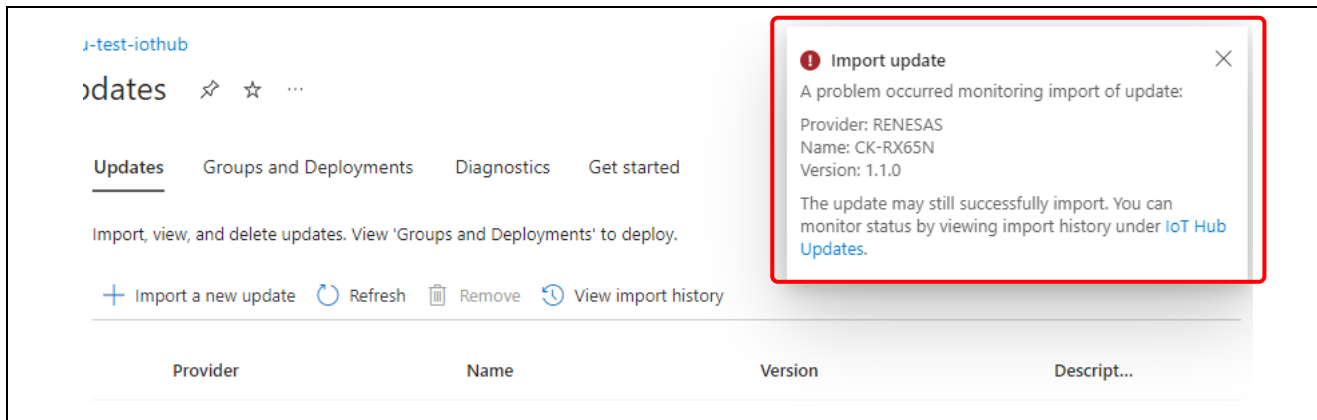 u-test-iothub
pdates
Updates Groups and Deployments Diagnostics Get started
Import, view, and delete updates. View 'Groups and Deployments' to deploy.
Import a new update Refresh Remove View import history
Provider Name Version Descript...
Import update
A problem occurred monitoring import of update:
Provider: RENESAS
Name: CK-RX65N
Version: 1.1.0
The update may still successfully import. You can
monitor status by viewing import history under IoT Hub
Updates.